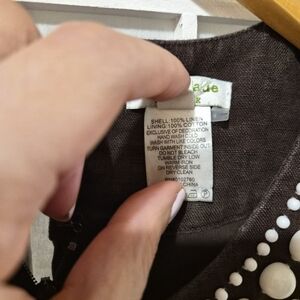 ade
SHELL:100% LINEN
LINING:100% COTTON
EXCLUSIVE OF DECORATION
HAND WASH COLD
WASH WITH LIKE COLORS
TURN GARMENT INSIDE OUT
DO NOT BLEACH
TUMBLE DRY LOW
WARM IRON
ON REVERSE SIDE
DRY CLEAN
CHINA